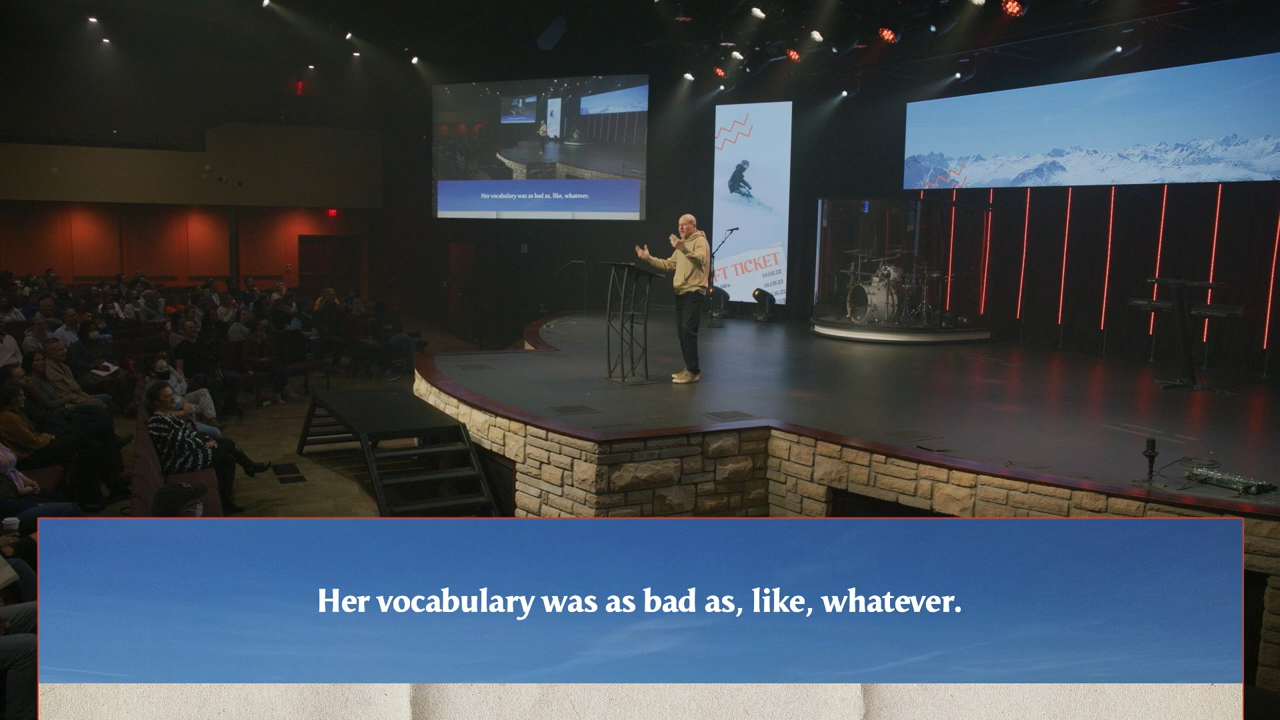 Her vocabulary was as bad as, like, whatever.
FT TICKET
Her vocabulary was as bad as, like, whatever.